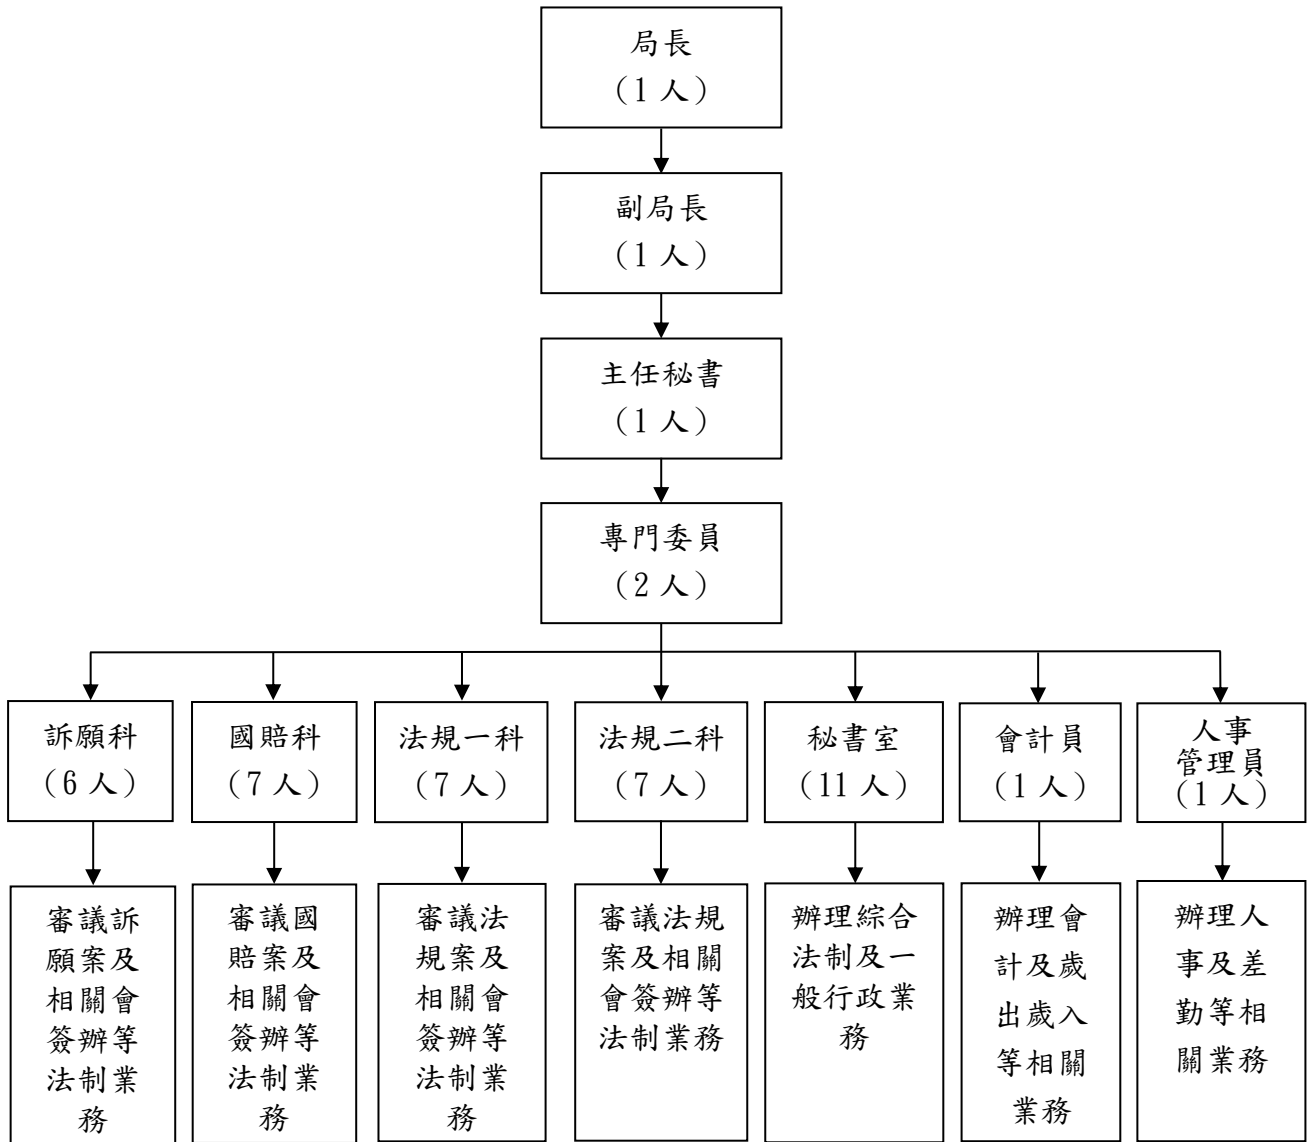 局長
(1 人)
副局長
(1 人)
主任秘書
(1 人)
專門委員
(2 人)
訴願科
(6 人)
國賠科
(7 人)
法規一科
(7 人)
法規二科
(7 人)
秘書室
(11 人)
會計員
(1 人)
人事
管理員
(1 人)
審議訴
願案及
相關會
簽辦等
法制業
務
審議國
賠案及
相關會
簽辦等
法制業
務
審議法
規案及
相關會
簽辦等
法制業
務
審議法規
案及相關
會簽辦等
法制業務
辦理綜合
法制及一
般行政業
務
辦理會
計及歲
出歲入
等相關
業務
辦理人
事及差
勤等相
關業務